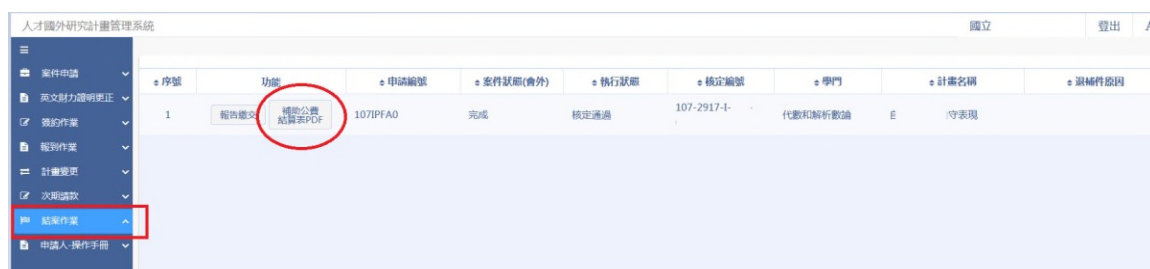 人才國外研究計畫管理系統
國立
登出
案件申請
英文財力證明更正
簽約作業
報到作業
計畫變更
次期請款
結案作業
申請人-操作手冊
序號 功能 申請編號 案件狀態(會外) 執行狀態 核定編號 學門 計畫名稱 退補件原因
1 報告繳交 補助公費
結算表PDF 107IPFA0 完成 核定通過 107-2917-I- 代數和解析數論 守表現